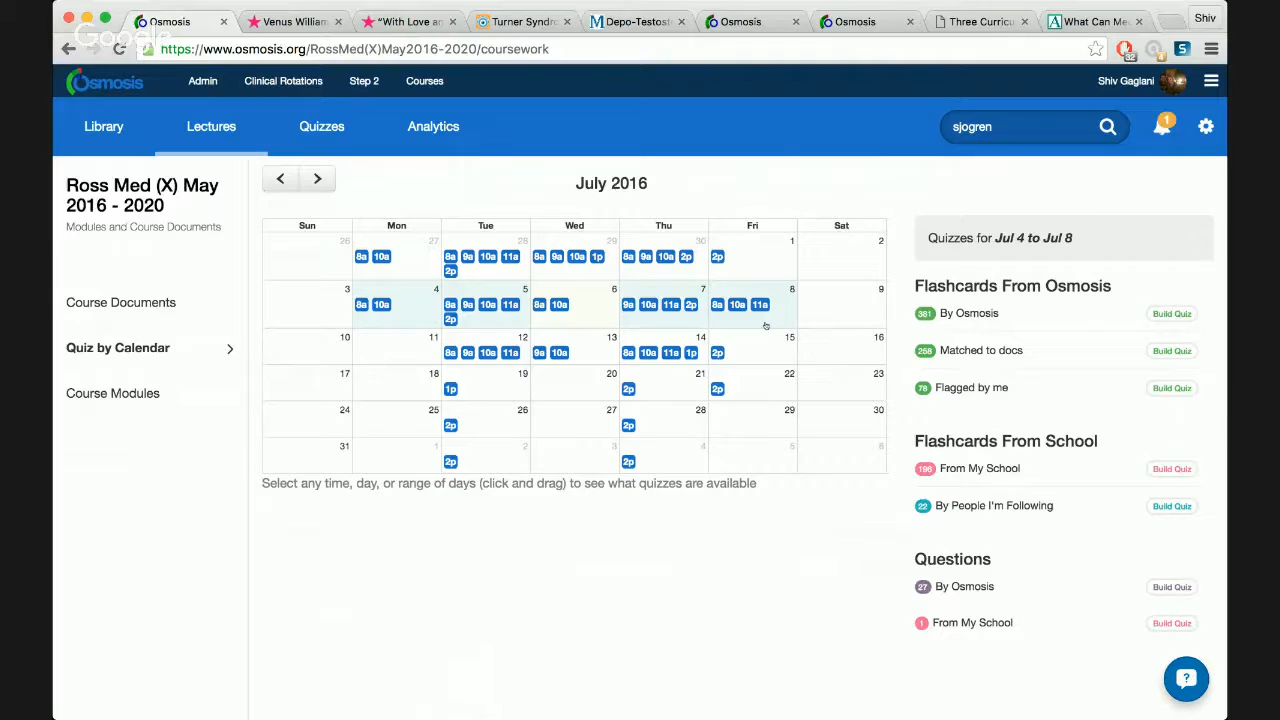 Osmosis
Venus William
"With Love an
Turner Syndro
Depo-Testost
Osmosis
Osmosis
Three Curricu
What Can Me
Shiv
Google
https://www.osmosis.org/RossMed(X)May2016-2020/coursework
32
Osmosis Admin Clinical Rotations Step 2 Courses Shiv Gaglani
Library Lectures Quizzes Analytics sjogren 1
Ross Med (X) May
2016 - 2020
Modules and Course Documents
Course Documents
Quiz by Calendar
Course Modules
July 2016
Sun Mon Tue Wed Thu Fri Sat
26 27 28 29 30 1 2
8a 10a 8a 9a 10a 11a 8a 9a 10a 1p 8a 9a 10a 2p 2p
2p
3 4 5 6 7 8 9
8a 10a 8a 9a 10a 11a 8a 10a 9a 10a 11a 2p 8a 10a 11a
2p
10 11 12 13 14 15 16
8a 9a 10a 11a 9a 10a 8a 10a 11a 1p 2p
17 18 19 20 21 22 23
1p 2p 2p
24 25 26 27 28 29 30
2p 2p
31 1 2 3 4 5 6
2p 2p
Select any time, day, or range of days (click and drag) to see what quizzes are available
Quizzes for Jul 4 to Jul 8
Flashcards From Osmosis
381 By Osmosis Build Quiz
258 Matched to docs Build Quiz
78 Flagged by me Build Quiz
Flashcards From School
196 From My School Build Quiz
22 By People I'm Following Build Quiz
Questions
27 By Osmosis Build Quiz
1 From My School Build Quiz